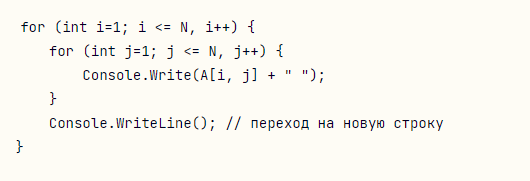 for (int i=1; i <= N, i++) {
    for (int j=1; j <= N, j++) {
        Console.Write(A[i, j] + " ");
    }
    Console.WriteLine(); // переход на новую строку
}